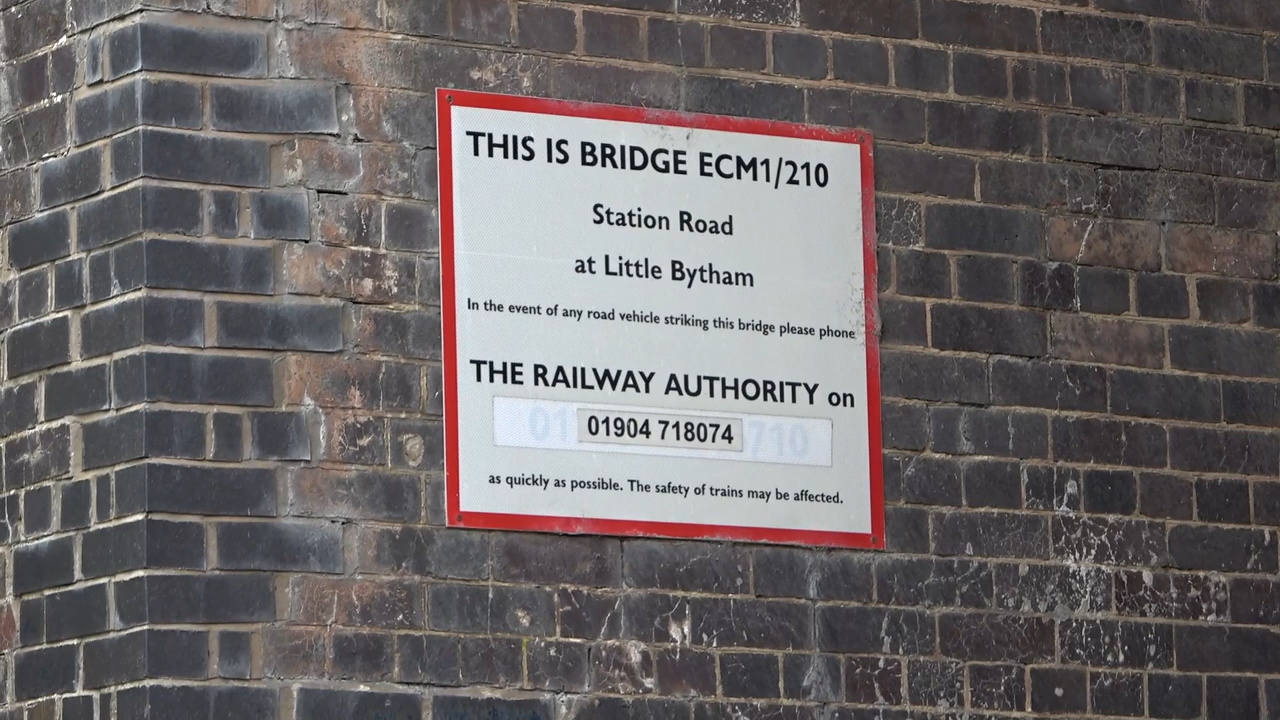 THIS IS BRIDGE ECM1/210
Station Road
at Little Bytham
In the event of any road vehicle striking this bridge please phone
THE RAILWAY AUTHORITY on
01904 718074
as quickly as possible. The safety of trains may be affected.